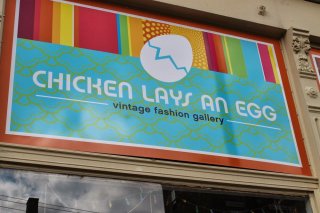 CHICKEN LAYS AN EGG
vintage fashion gallery